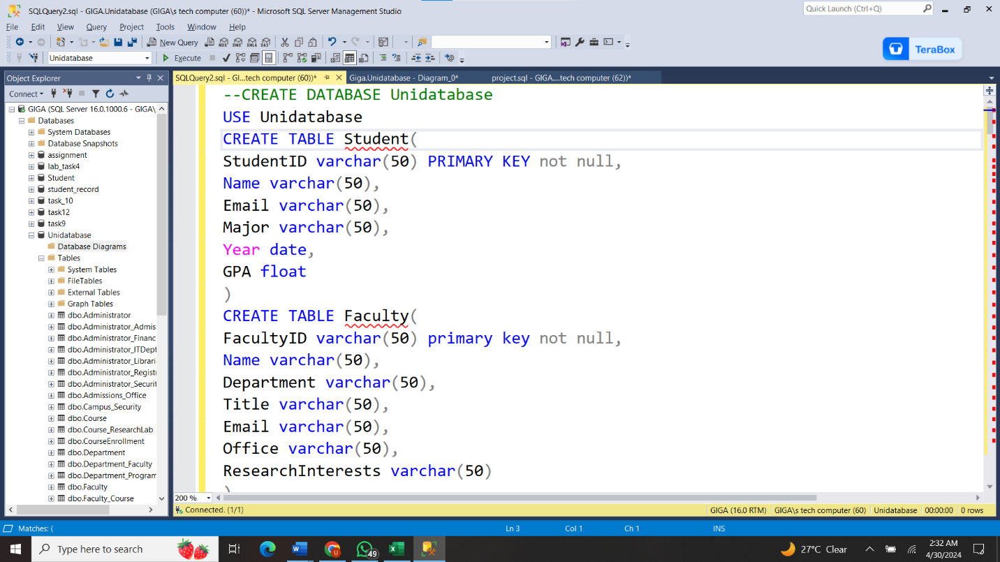 SQLQuery2.sql - GIGA.Unidatabase (GIGA\s tech computer (60))* - Microsoft SQL Server Management Studio
Quick Launch (Ctrl+Q)
File Edit View Query Project Tools Window Help
New Query
MDX DMX XMLA DAX
Unidatabase
Execute
TeraBox
Object Explorer
Connect
GIGA (SQL Server 16.0.1000.6 - GIGA\
Databases
System Databases
Database Snapshots
assignment
lab_task4
Student
student_record
task_10
task12
task9
Unidatabase
Database Diagrams
Tables
System Tables
FileTables
External Tables
Graph Tables
dbo.Administrator
dbo.Administrator_Admis
dbo.Administrator_Financ
dbo.Administrator_ITDept
dbo.Administrator_Librari
dbo.Administrator_Registr
dbo.Administrator_Securit
dbo.Admissions_Office
dbo.Campus_Security
dbo.Course
dbo.Course_ResearchLab
dbo.CourseEnrollment
dbo.Department
dbo.Department_Faculty
dbo.Department_Program
dbo.Faculty
dbo.Faculty_Course
SQLQuery2.sql - GI...tech computer (60))*
Giga.Unidatabase - Diagram_0*
project.sql - GIGA....tech computer (62))*
--CREATE DATABASE Unidatabase
USE Unidatabase
CREATE TABLE Student(
StudentID varchar(50) PRIMARY KEY not null,
Name varchar(50),
Email varchar(50),
Major varchar(50),
Year date,
GPA float
)
CREATE TABLE Faculty(
FacultyID varchar(50) primary key not null,
Name varchar(50),
Department varchar(50),
Title varchar(50),
Email varchar(50),
Office varchar(50),
ResearchInterests varchar(50)
)
200 %
Connected. (1/1)
GIGA (16.0 RTM) GIGA\s tech computer (60) Unidatabase 00:00:00 0 rows
Matches: (
Ln 3 Col 1 Ch 1 INS
Type here to search
49
27°C Clear
2:32 AM
4/30/2024